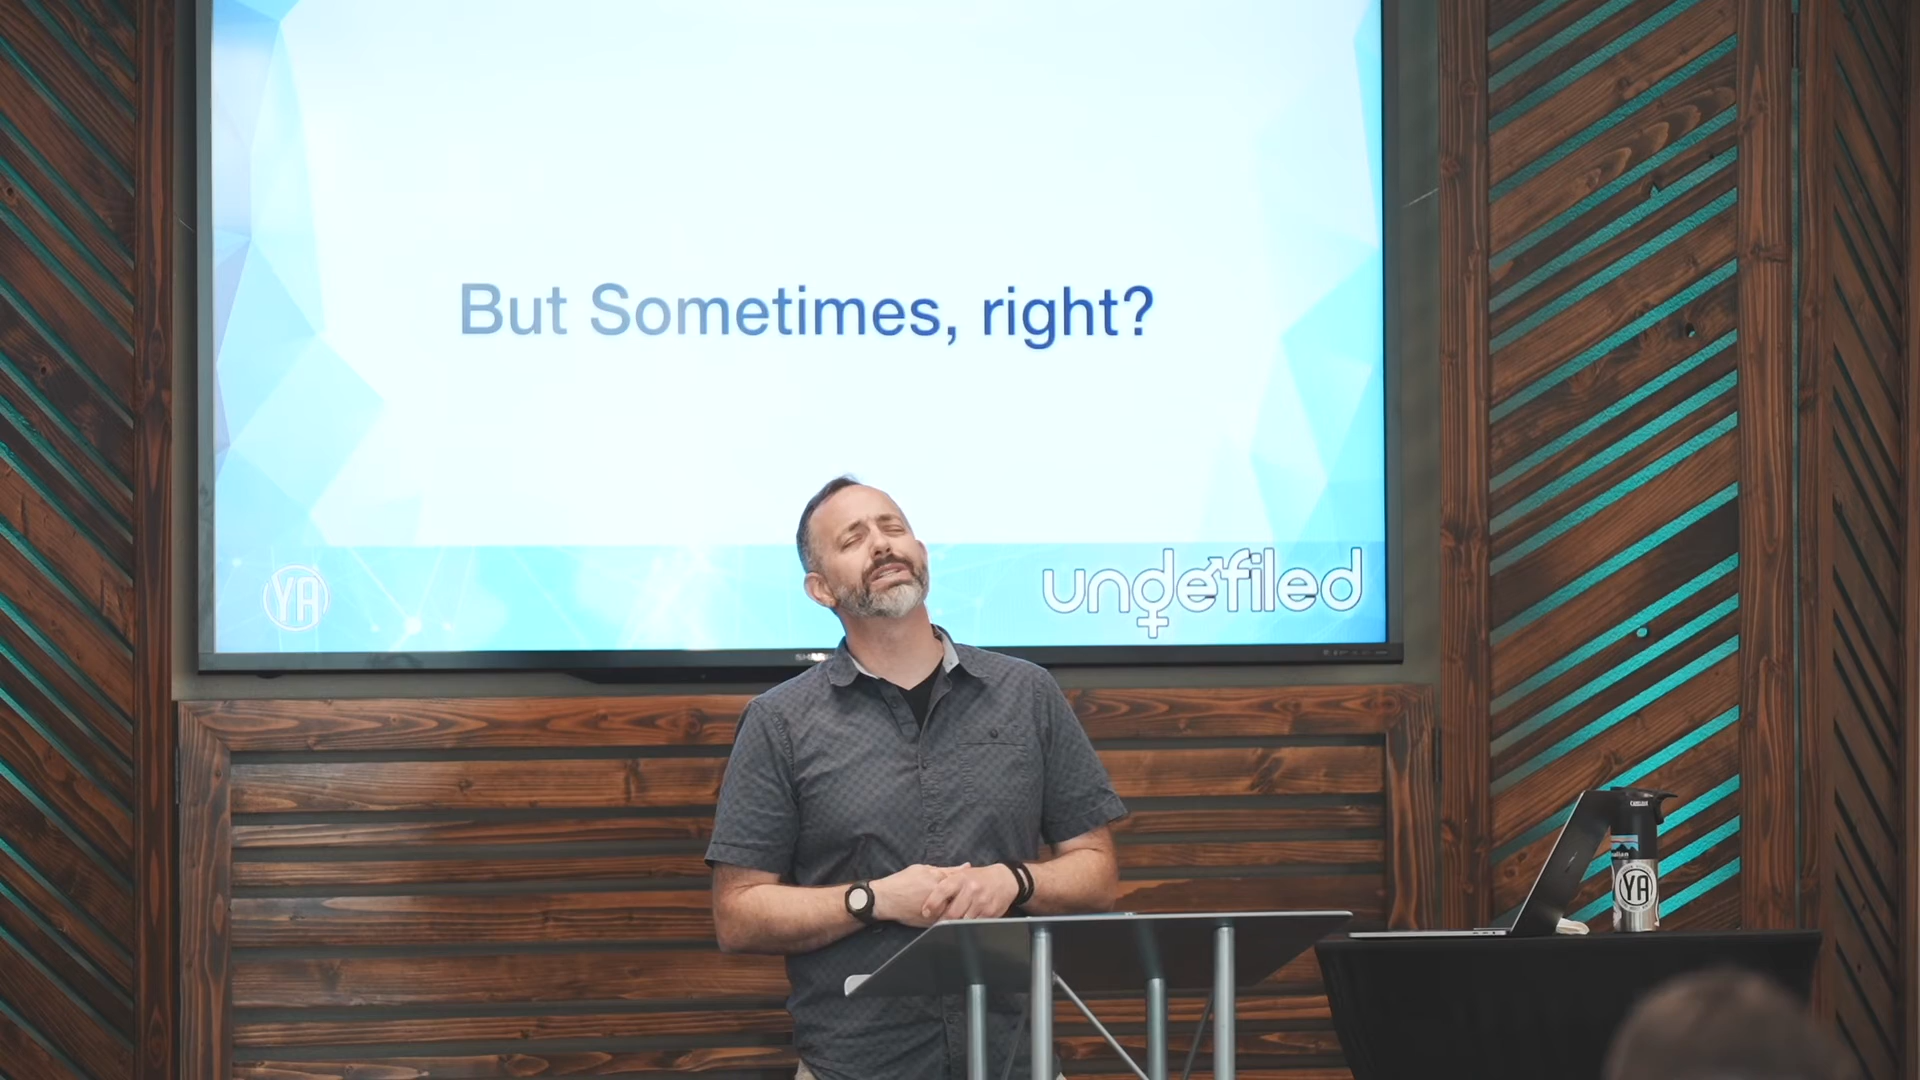 But Sometimes, right?
YA
undefiled
YA